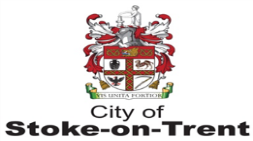 VIS UNITA FORTIOR
City of
Stoke-on-Trent